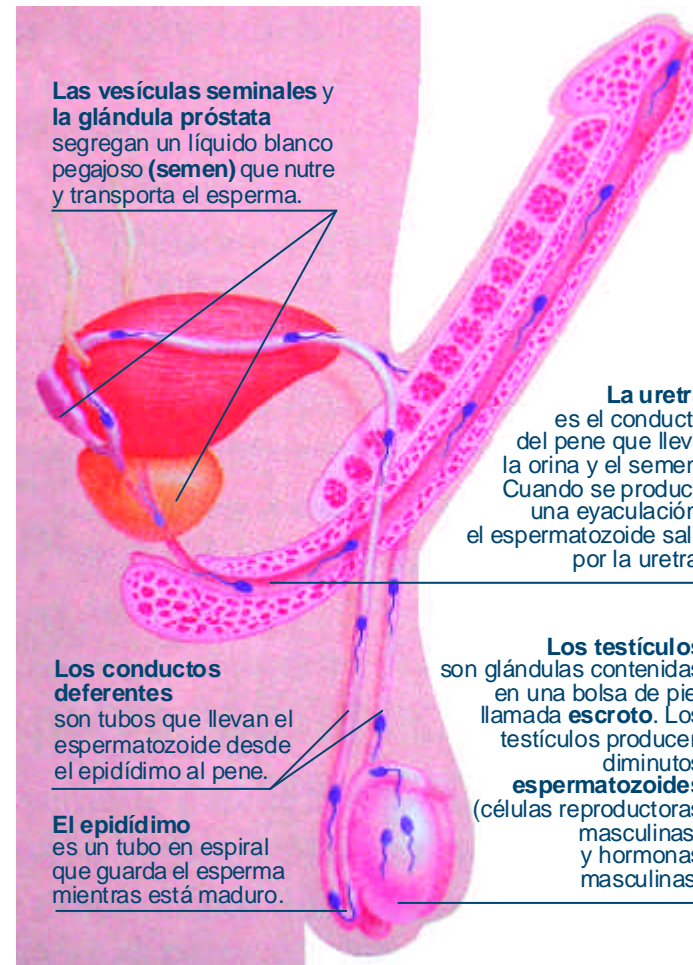 Las vesículas seminales y
la glándula próstata
segregan un líquido blanco
pegajoso (semen) que nutre
y transporta el esperma.
La uretr
es el conduct
del pene que llev
la orina y el semen
Cuando se produc
una eyaculación
el espermatozoide sal
por la uretra
Los conductos
deferentes
son tubos que llevan el
espermatozoide desde
el epidídimo al pene.
Los testículos
son glándulas contenidas
en una bolsa de pie
llamada escroto. Los
testículos producen
diminutos
espermatozoides
(células reproductoras
masculinas
y hormonas
masculinas
El epidídimo
es un tubo en espiral
que guarda el esperma
mientras está maduro.